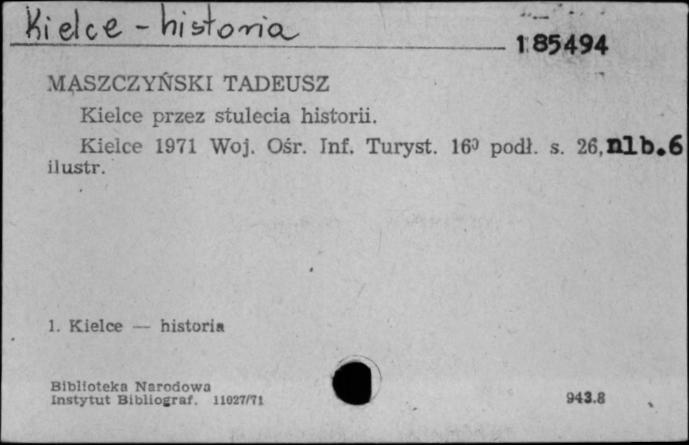 Kielce - historia
185494
MASZCZYŃSKI TADEUSZ
Kielce przez stulecia historii.
Kielce 1971 Woj. Ośr. Inf. Turyst. 16⁰ podł. s. 26, nlb. 6
ilustr.
1. Kielce — historia
Biblioteka Narodowa
Instytut Bibliograf. 11027/71
943.8